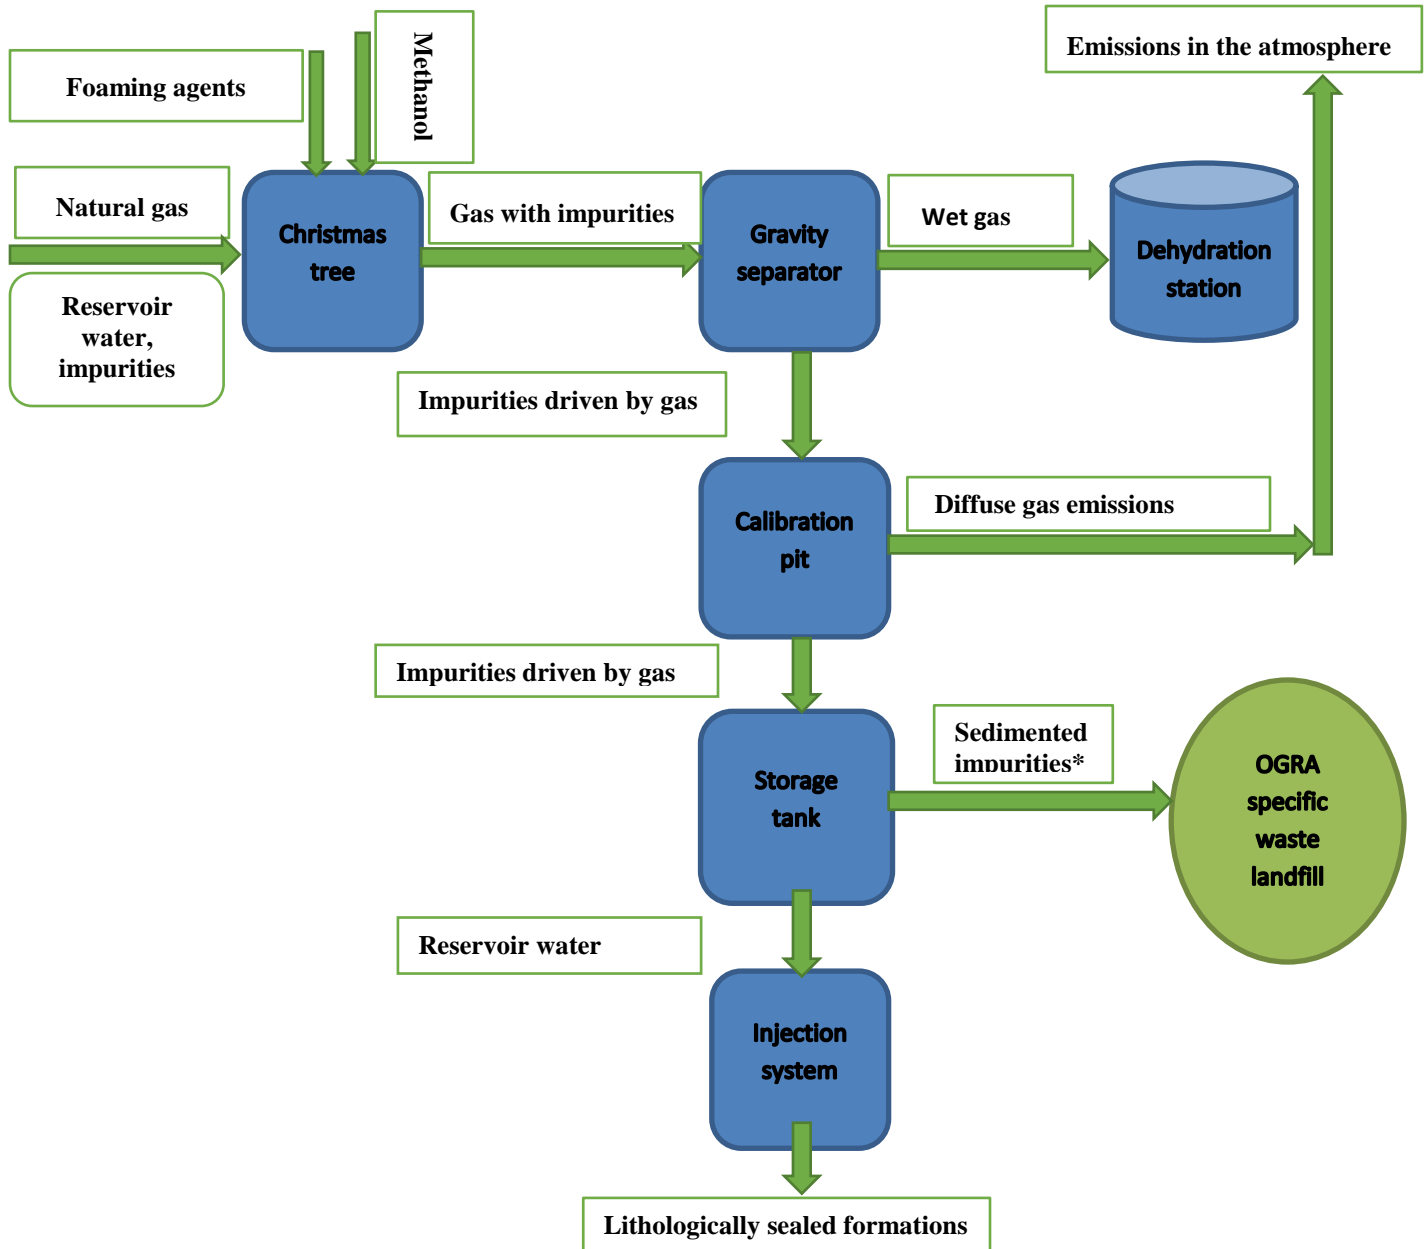 Emissions in the atmosphere
Methanol
Foaming agents
Natural gas
Gas with impurities
Wet gas
Christmas
tree
Gravity
separator
Dehydration
station
Reservoir
water,
impurities
Impurities driven by gas
Calibration
pit
Diffuse gas emissions
Impurities driven by gas
Sedimented
impurities*
Storage
tank
OGRA
specific
waste
landfill
Reservoir water
Injection
system
Lithologically sealed formations